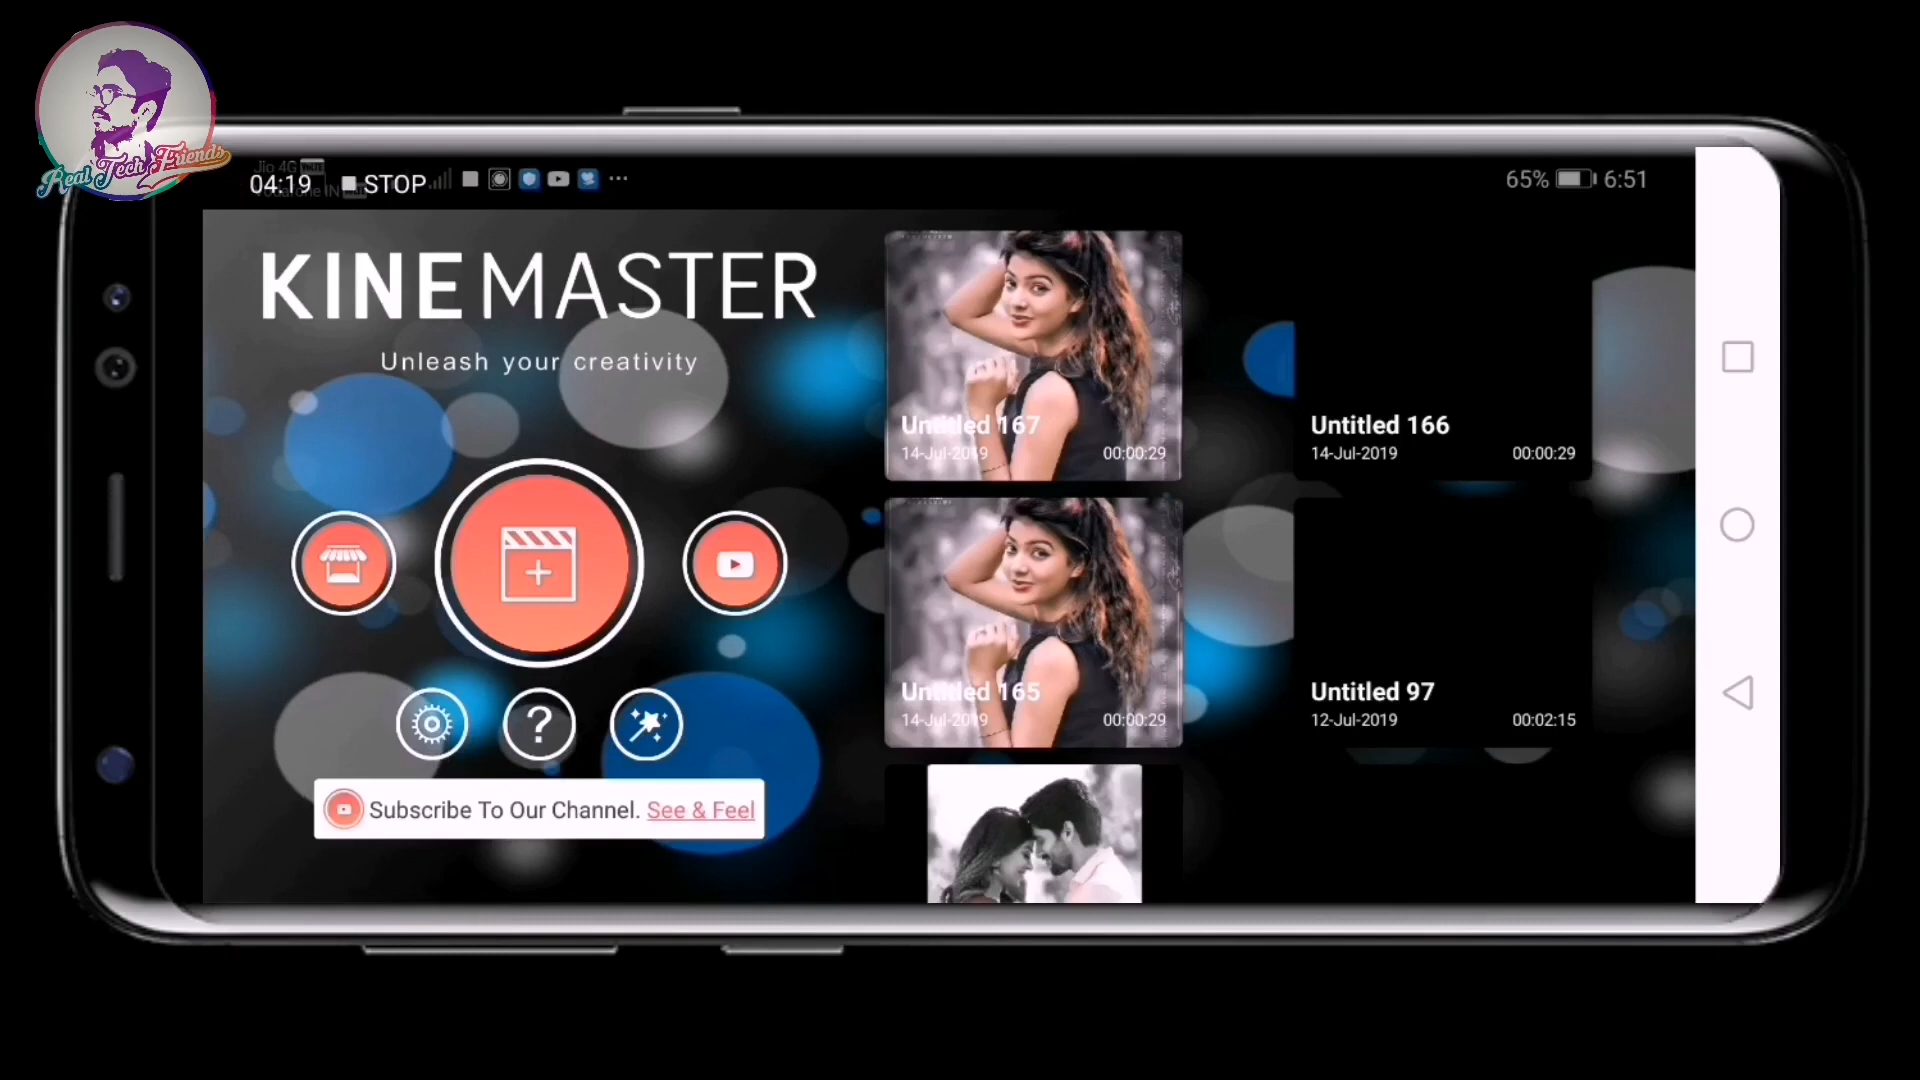 Real Tech Friends
Jio 4G
04:19 STOP
65% 6:51
KINEMASTER
Unleash your creativity
Untitled 167
14-Jul-2019 00:00:29
Untitled 166
14-Jul-2019 00:00:29
Untitled 165
14-Jul-2019 00:00:29
Untitled 97
12-Jul-2019 00:02:15
?
Subscribe To Our Channel. See & Feel